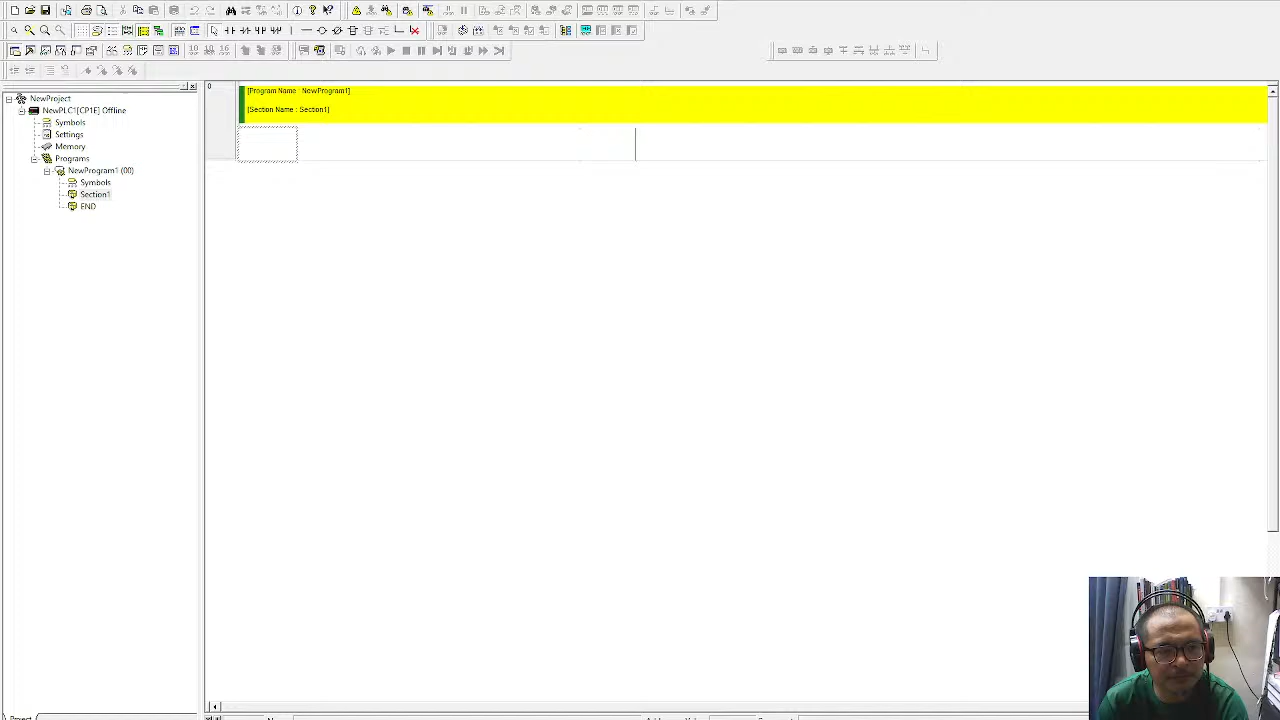 NewProject
NewPLC1[CP1E] Offline
Symbols
Settings
Memory
Programs
NewProgram1 (00)
Symbols
Section1
END
0
[Program Name : NewProgram1]
[Section Name : Section1]